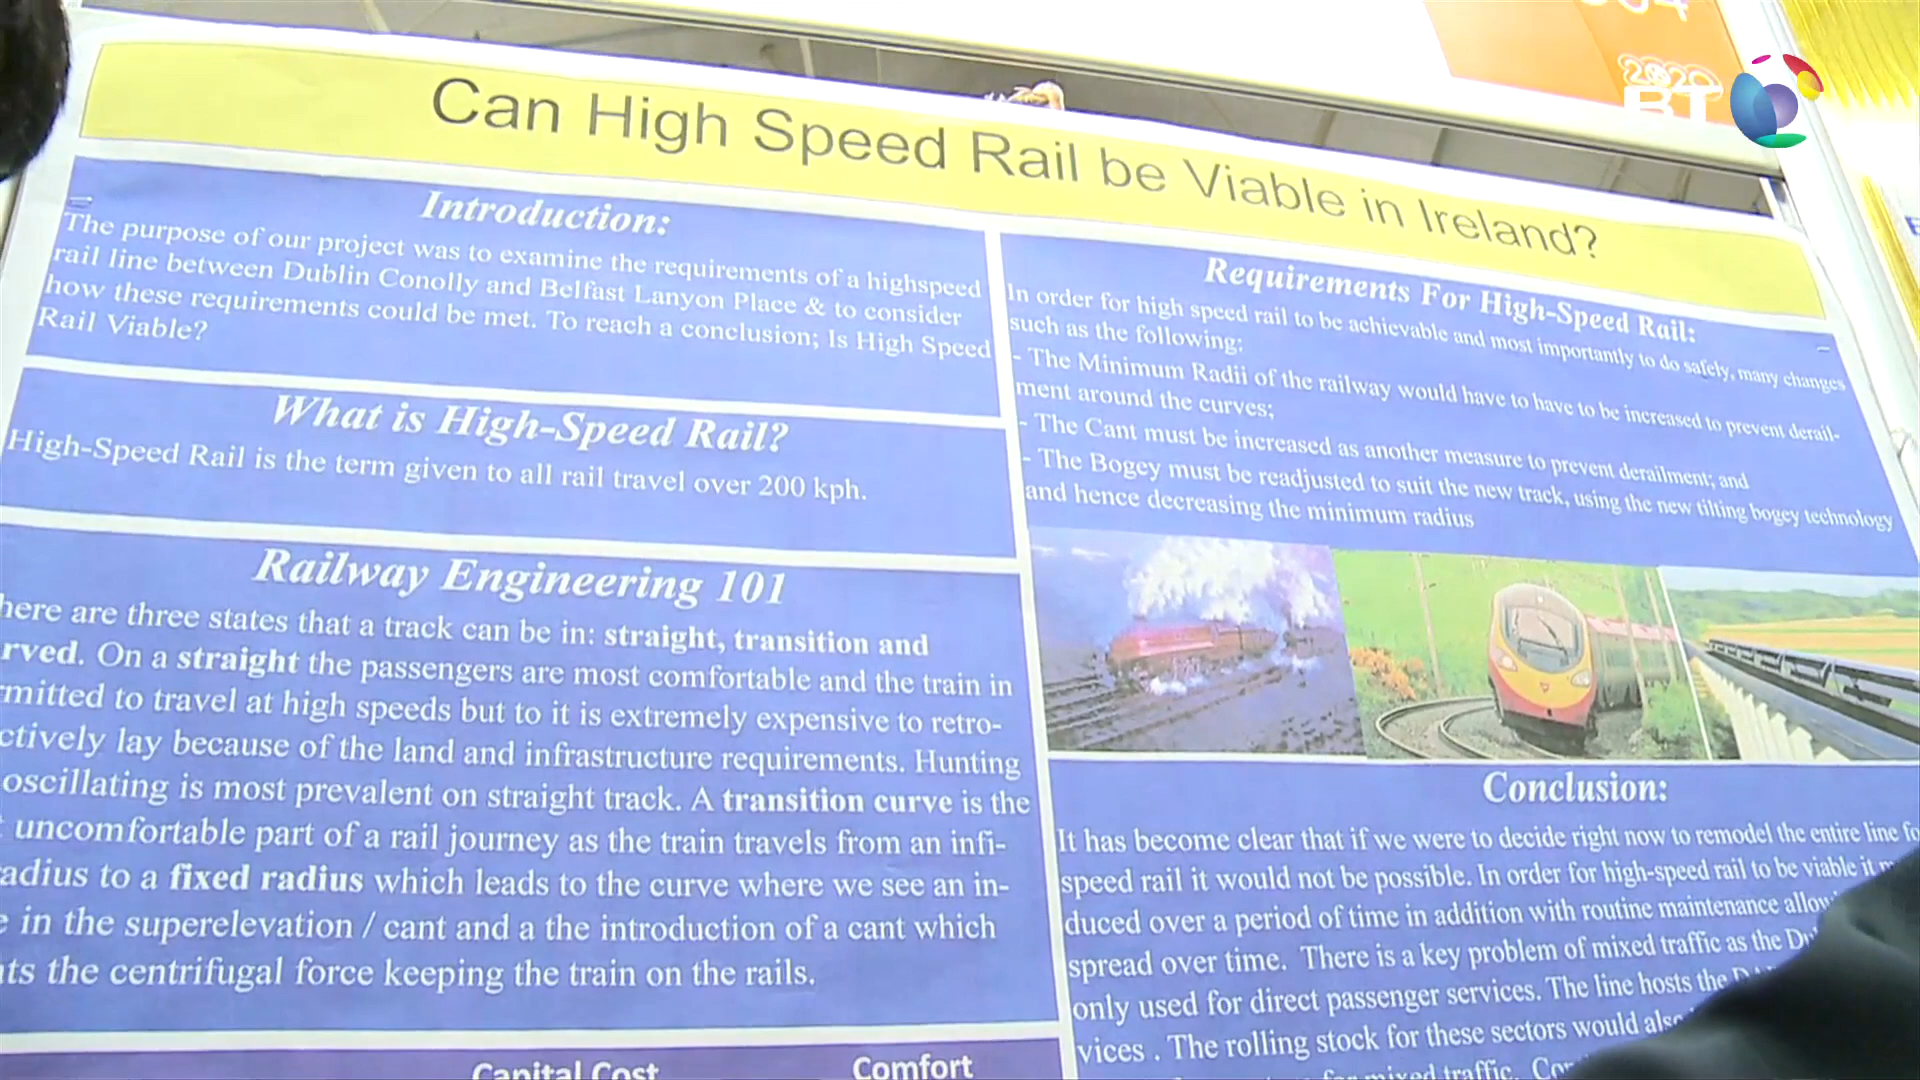 2020
BT
Can High Speed Rail be Viable in Ireland?
Introduction:
The purpose of our project was to examine the requirements of a highspeed
rail line between Dublin Conolly and Belfast Lanyon Place & to consider
how these requirements could be met. To reach a conclusion; Is High Speed
Rail Viable?
What is High-Speed Rail?
High-Speed Rail is the term given to all rail travel over 200 kph.
Railway Engineering 101
here are three states that a track can be in: straight, transition and
rved. On a straight the passengers are most comfortable and the train in
mitted to travel at high speeds but to it is extremely expensive to retro-
ctively lay because of the land and infrastructure requirements. Hunting
oscillating is most prevalent on straight track. A transition curve is the
uncomfortable part of a rail journey as the train travels from an infi-
adius to a fixed radius which leads to the curve where we see an in-
e in the superelevation / cant and a the introduction of a cant which
ts the centrifugal force keeping the train on the rails.
Capital Cost Comfort
Requirements For High-Speed Rail:
In order for high speed rail to be achievable and most importantly to do safely, many changes
such as the following:
- The Minimum Radii of the railway would have to have to be increased to prevent derail-
ment around the curves;
- The Cant must be increased as another measure to prevent derailment; and
- The Bogey must be readjusted to suit the new track, using the new tilting bogey technology
and hence decreasing the minimum radius
Conclusion:
It has become clear that if we were to decide right now to remodel the entire line fo
speed rail it would not be possible. In order for high-speed rail to be viable it
duced over a period of time in addition with routine maintenance allow
spread over time. There is a key problem of mixed traffic as the Du
only used for direct passenger services. The line hosts the
vices . The rolling stock for these sectors would also
for mixed traffic. Con